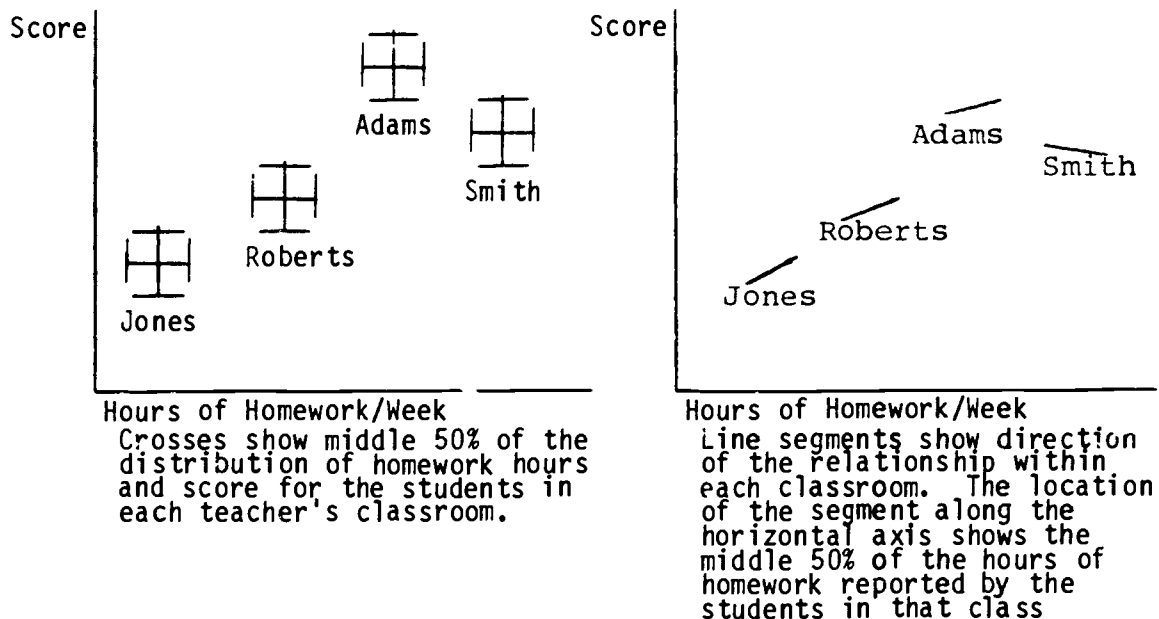 Score
Adams
Smith
Roberts
Jones
Hours of Homework/Week
Crosses show middle 50% of the
distribution of homework hours
and score for the students in
each teacher's classroom.
Score
Adams
Smith
Roberts
Jones
Hours of Homework/Week
Line segments show direction
of the relationship within
each classroom. The location
of the segment along the
horizontal axis shows the
middle 50% of the hours of
homework reported by the
students in that class